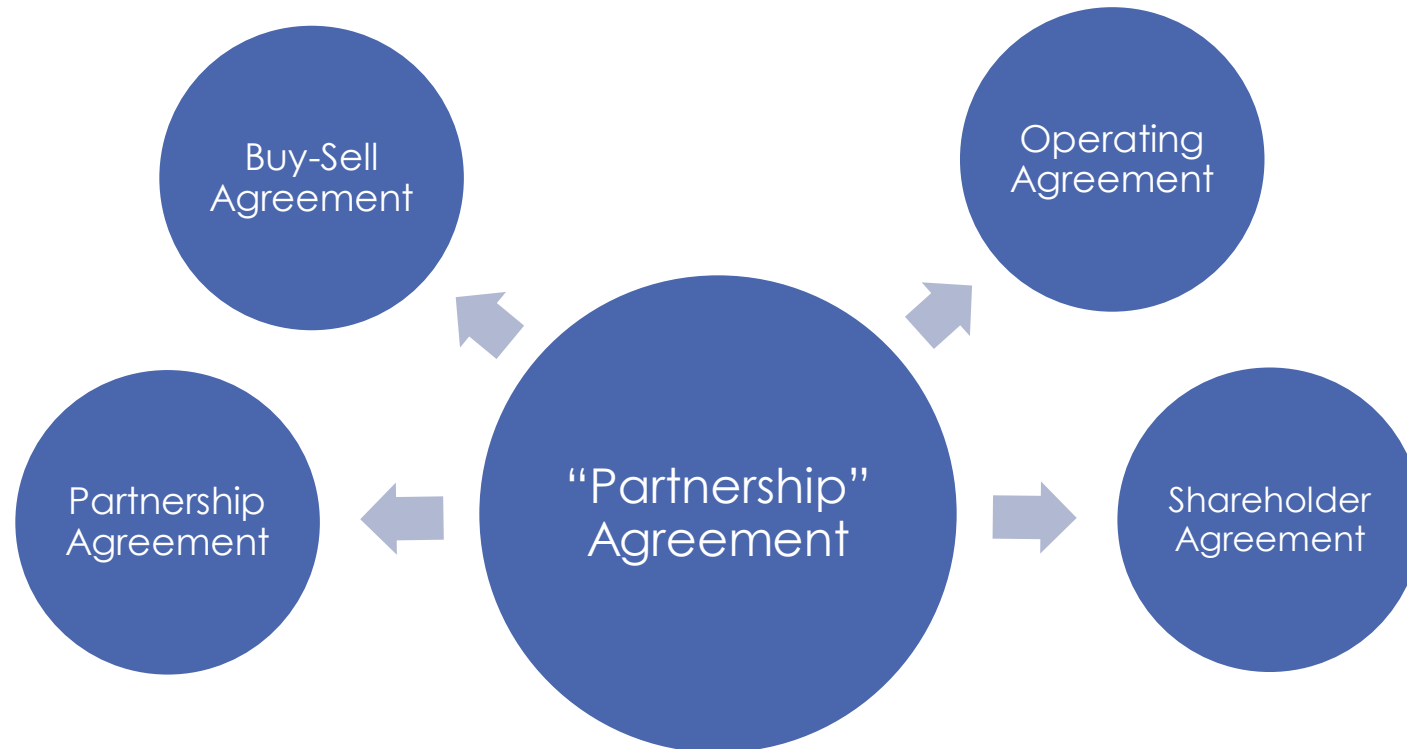 Buy-Sell
Agreement
Operating
Agreement
Partnership
Agreement
“Partnership”
Agreement
Shareholder
Agreement